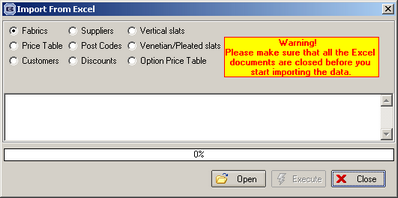 Import From Excel
Fabrics Suppliers Vertical slats
Price Table Post Codes Venetian/Pleated slats
Customers Discounts Option Price Table
Warning!
Please make sure that all the Excel
documents are closed before you
start importing the data.
0%
Open Execute Close